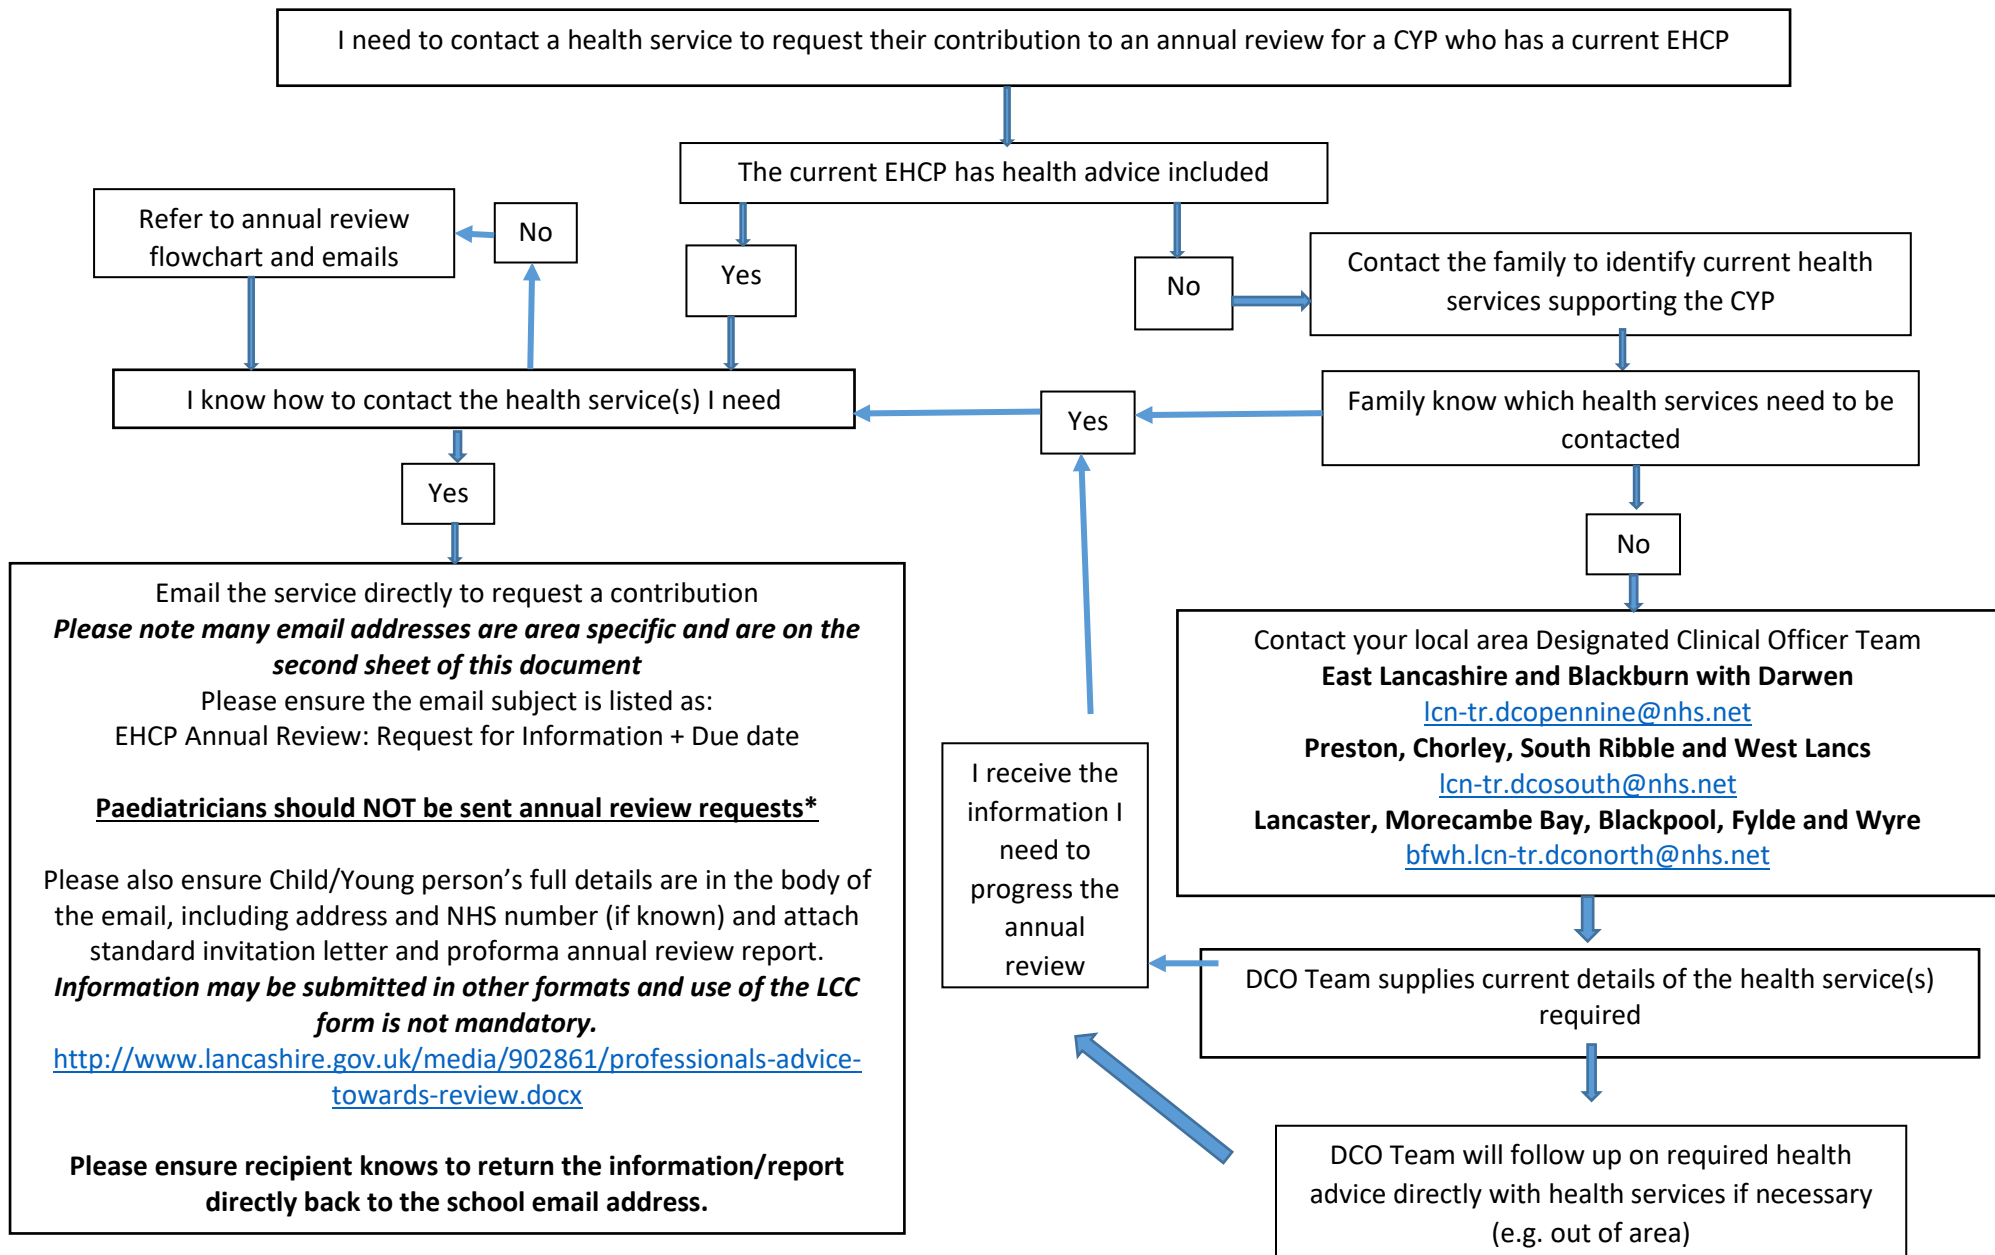 I need to contact a health service to request their contribution to an annual review for a CYP who has a current EHCP
The current EHCP has health advice included
Refer to annual review
flowchart and emails
No
Yes
No
Contact the family to identify current health
services supporting the CYP
I know how to contact the health service(s) I need
Yes
Family know which health services need to be
contacted
Yes
No
Email the service directly to request a contribution
Please note many email addresses are area specific and are on the
second sheet of this document
Please ensure the email subject is listed as:
EHCP Annual Review: Request for Information + Due date
Paediatricians should NOT be sent annual review requests*
Please also ensure Child/Young person’s full details are in the body of
the email, including address and NHS number (if known) and attach
standard invitation letter and proforma annual review report.
Information may be submitted in other formats and use of the LCC
form is not mandatory.
http://www.lancashire.gov.uk/media/902861/professionals-advice-
towards-review.docx
Please ensure recipient knows to return the information/report
directly back to the school email address.
I receive the
information I
need to
progress the
annual
review
Contact your local area Designated Clinical Officer Team
East Lancashire and Blackburn with Darwen
lcn-tr.dcopennine@nhs.net
Preston, Chorley, South Ribble and West Lancs
lcn-tr.dcosouth@nhs.net
Lancaster, Morecambe Bay, Blackpool, Fylde and Wyre
bfwh.lcn-tr.dconorth@nhs.net
DCO Team supplies current details of the health service(s)
required
DCO Team will follow up on required health
advice directly with health services if necessary
(e.g. out of area)